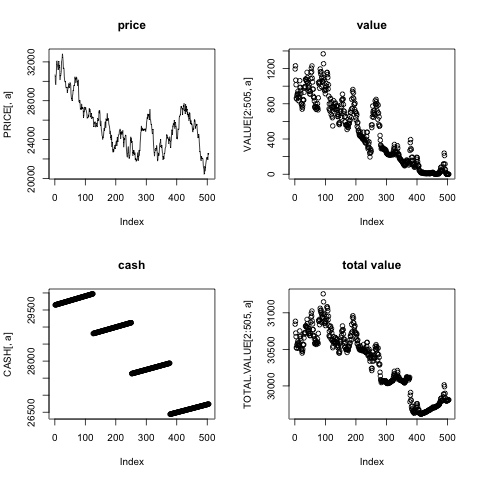 price
PRICE[, a]
32000
28000
24000
20000
0 100 200 300 400 500
Index
value
VALUE[2:505, a]
1200
800
400
0
0 100 200 300 400 500
Index
cash
CASH[, a]
29500
28000
26500
0 100 200 300 400 500
Index
total value
TOTAL.VALUE[2:505, a]
31000
30500
30000
0 100 200 300 400 500
Index